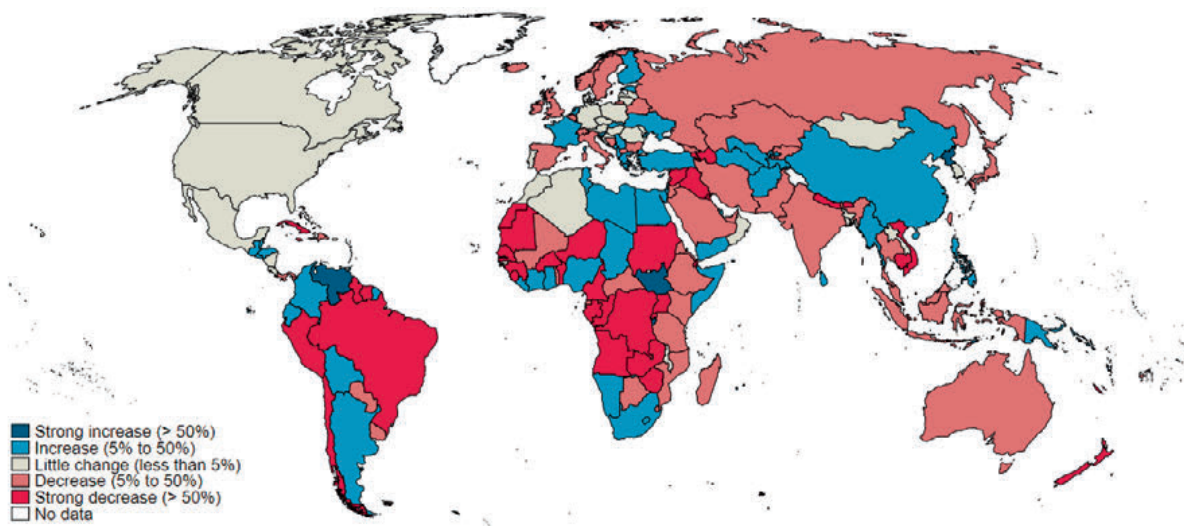 Strong increase (> 50%)
Increase (5% to 50%)
Little change (less than 5%)
Decrease (5% to 50%)
Strong decrease (> 50%)
No data